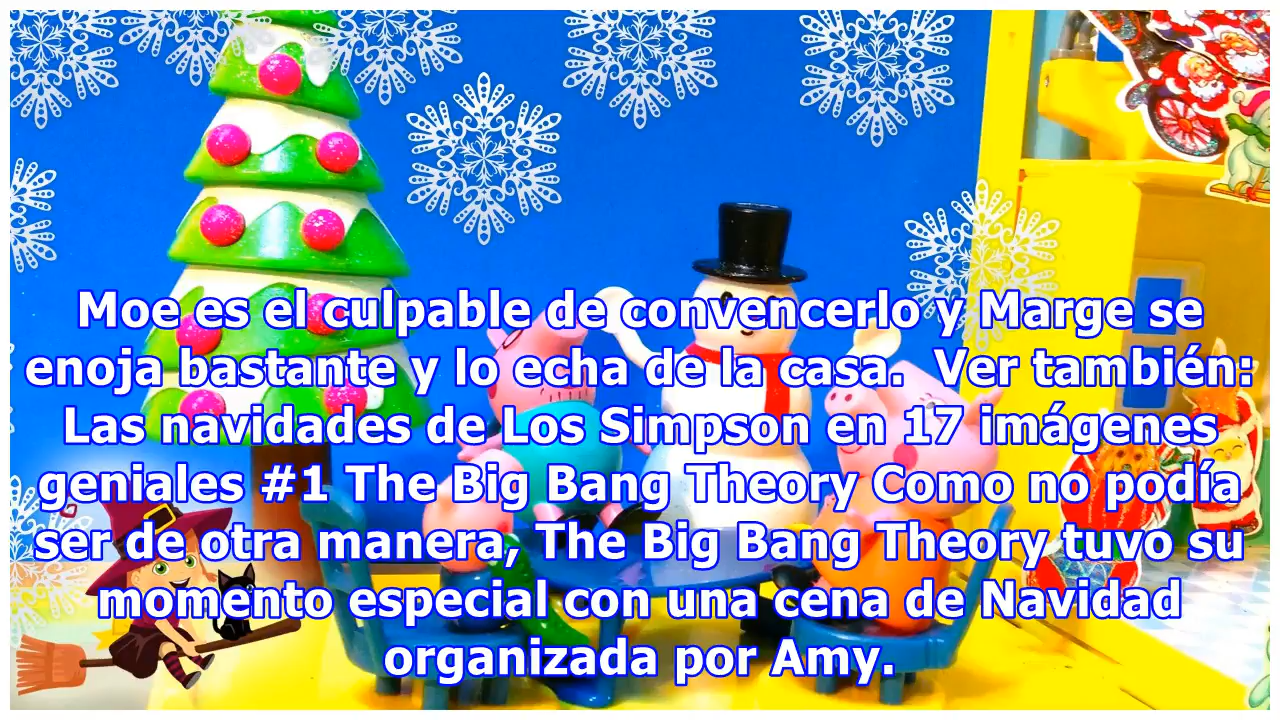 Moe es el culpable de convencerlo y Marge se
enoja bastante y lo echa de la casa.  Ver también:
Las navidades de Los Simpson en 17 imágenes
geniales #1 The Big Bang Theory Como no podía
ser de otra manera, The Big Bang Theory tuvo su
momento especial con una cena de Navidad
organizada por Amy.